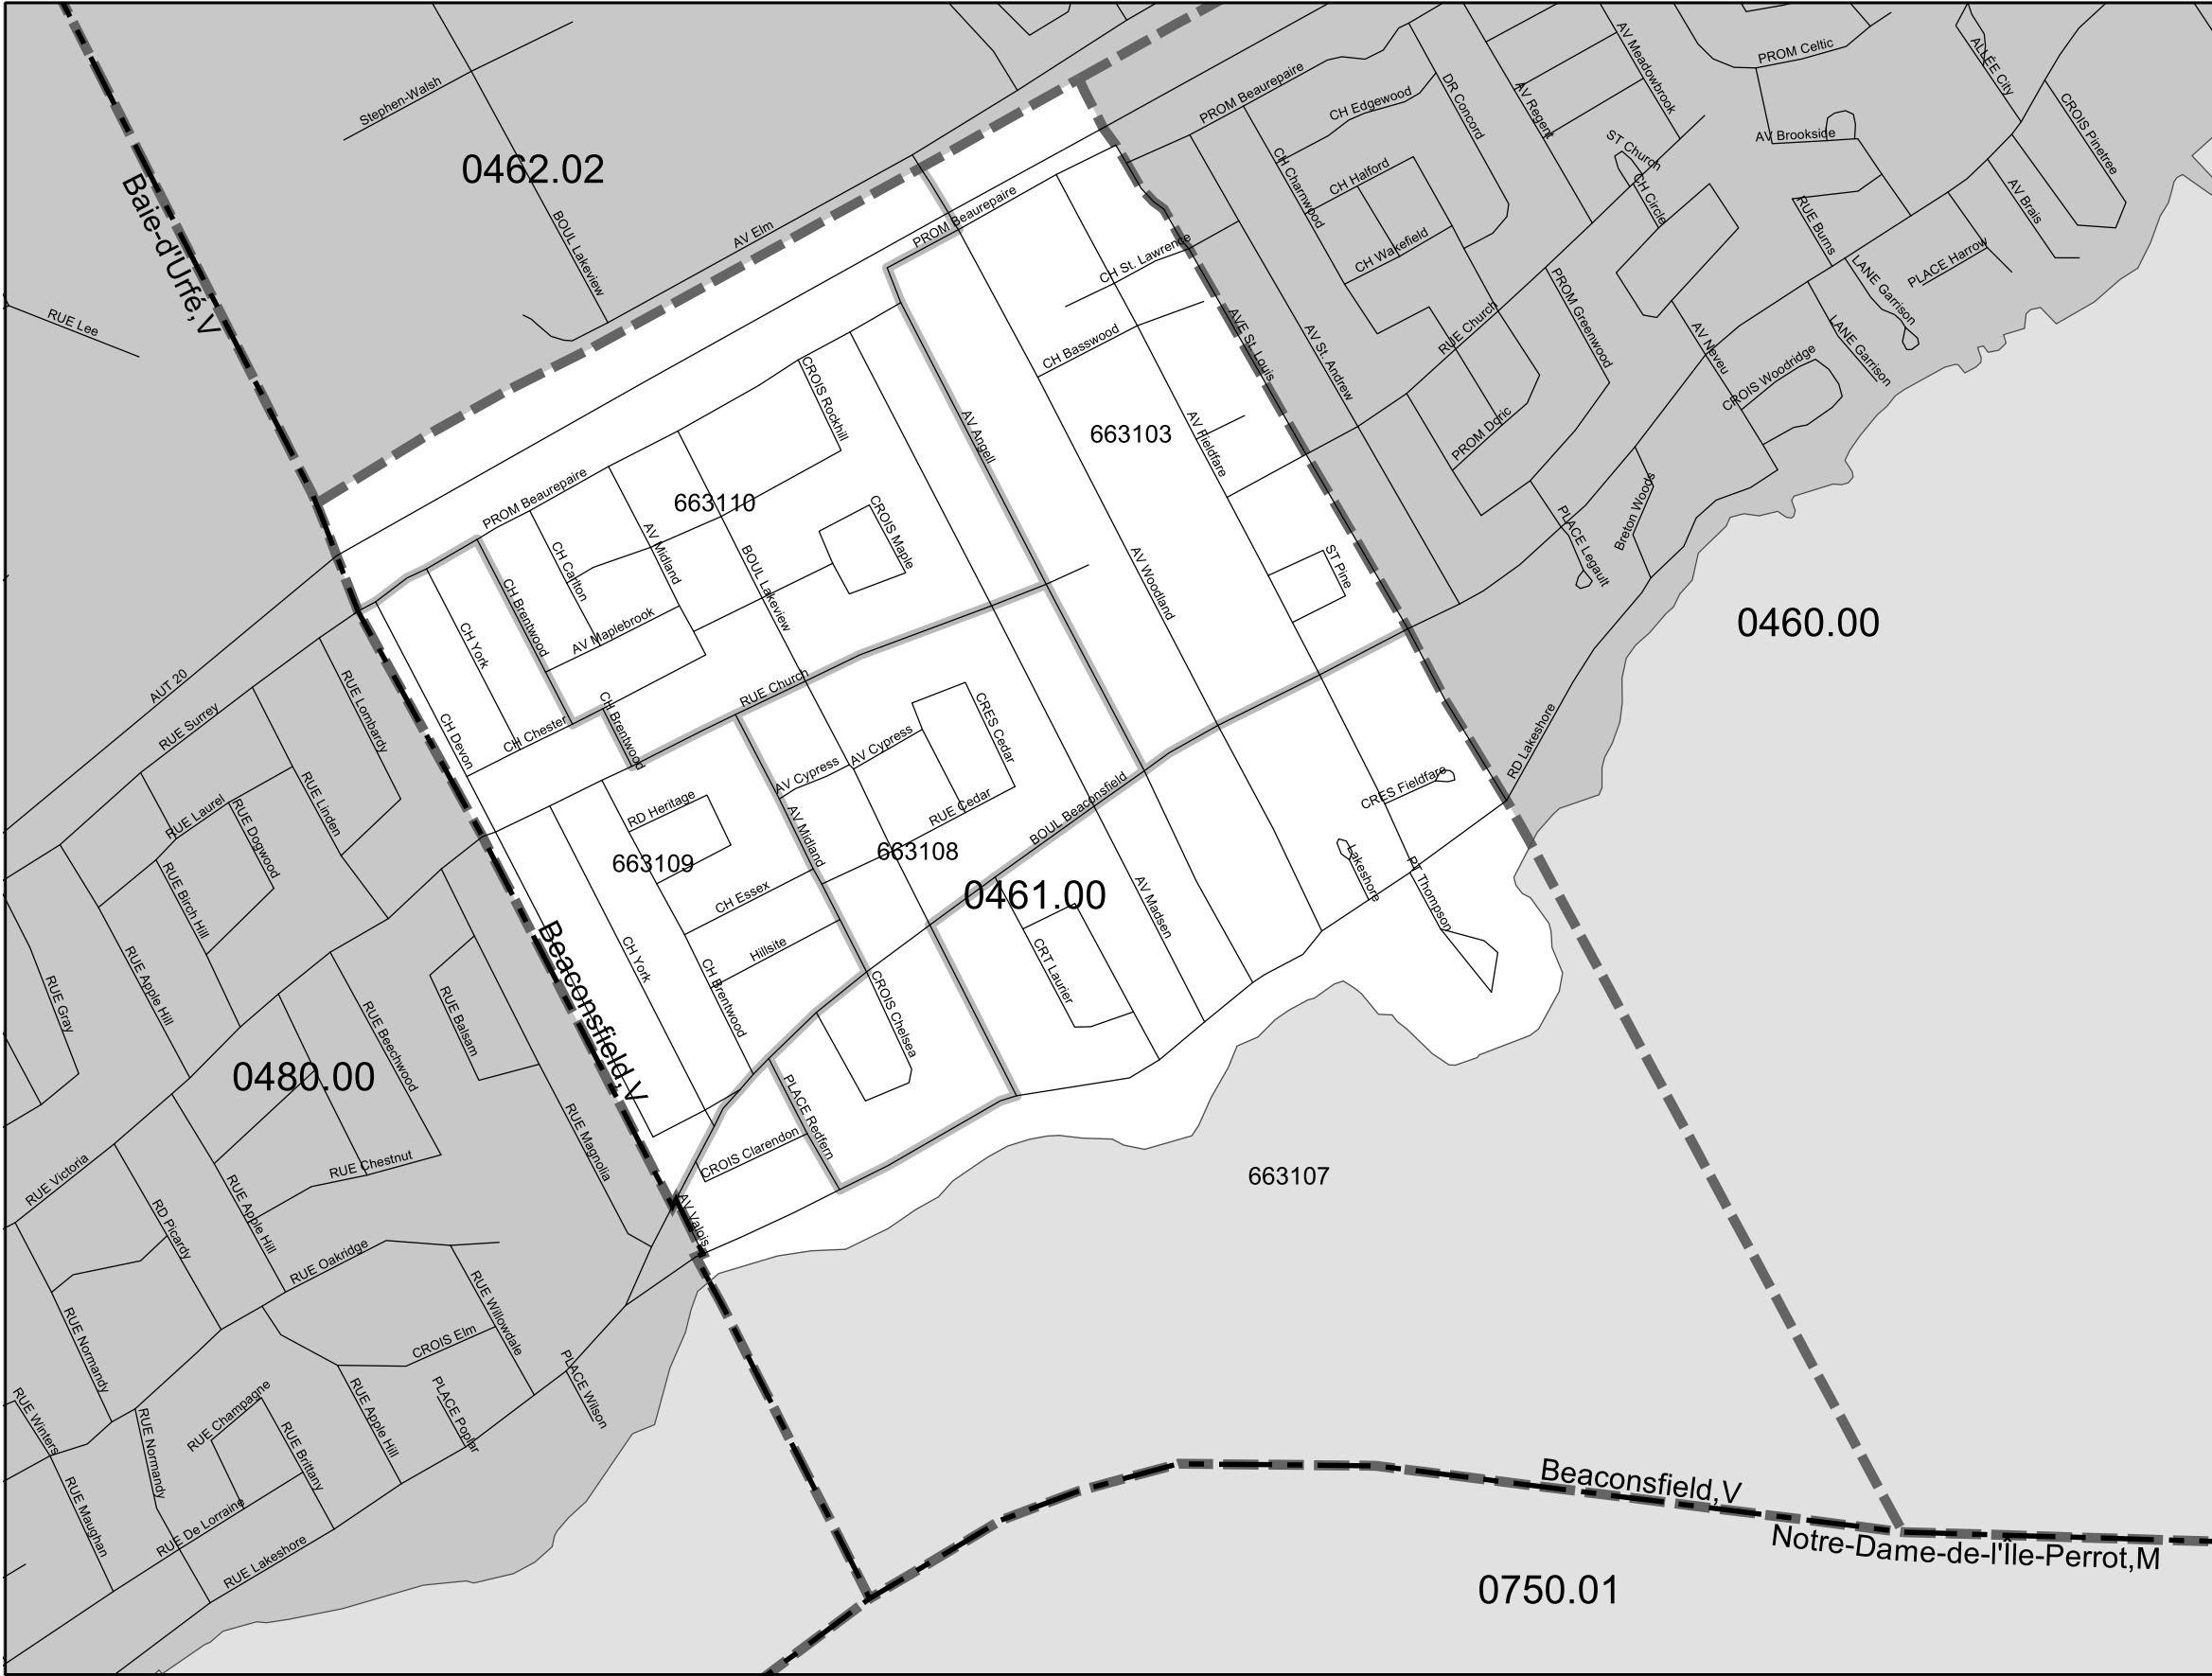 Stephen-Walsh
0462.02
Baie-d'Urfé,V
BOUL Lakeview
AV Elm
RUE Lee
PROM Beaurepaire
PROM Beaurepaire
CH Edgewood
DR Concord
AV Regent
AV Meadowbrook
PROM Celtic
ALLÉE City
CROIS Pinetree
AV Brookside
ST Church
CH Circle
CH Charnwood
CH Halford
CH Wakefield
RUE Burns
AV Brais
PLACE Harrow
LANE Garrison
LANE Garrison
CH St. Lawrence
CH Basswood
AVE St. Louis
AV St. Andrew
RUE Church
PROM Greenwood
AV Neveu
CROIS Woodridge
PROM Doric
PLACE Legault
Breton Woods
663103
AV Angell
AV Fieldfare
AV Woodland
ST Pine
CROIS Rockhill
663110
CROIS Maple
PROM Beaurepaire
AV Midland
BOUL Lakeview
CH Carlton
CH Brentwood
AV Maplebrook
CH York
CH Devon
CH Chester
CH Brentwood
RUE Church
0460.00
AUT 20
RUE Surrey
RUE Lombardy
RUE Linden
RUE Laurel
RUE Dogwood
RUE Birch Hill
RUE Apple Hill
RUE Gray
RD Heritage
663109
AV Cypress
AV Cypress
CRES Cedar
RUE Cedar
663108
AV Midland
BOUL Beaconsfield
0461.00
CH Essex
Hillsite
CH York
CH Brentwood
CROIS Chelsea
CRT Laurier
AV Madsen
CRES Fieldfare
RD Lakeshore
Lakeshore
PT Thompson
Beaconsfield,V
0480.00
RUE Beechwood
RUE Balsam
RUE Magnolia
RUE Chestnut
RUE Victoria
RD Picardy
RUE Apple Hill
RUE Oakridge
PLACE Redfern
CROIS Clarendon
AV Valois
663107
RUE Normandy
RUE Willowdale
CROIS Elm
PLACE Wilson
PLACE Poplar
RUE Apple Hill
RUE Champagne
RUE Brittany
RUE Winters
RUE Normandy
RUE Maughan
RUE De Lorraine
RUE Lakeshore
Beaconsfield,V
Notre-Dame-de-l'Île-Perrot,M
0750.01